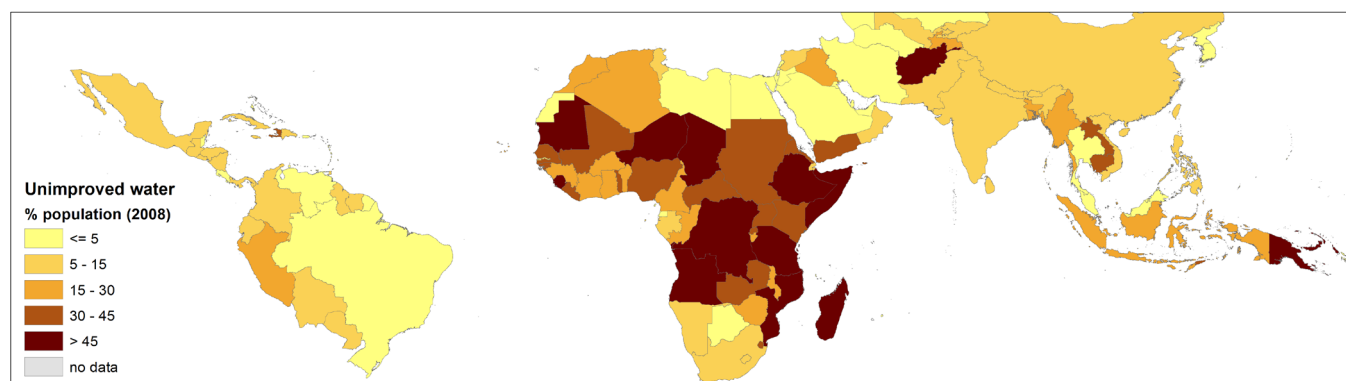 Unimproved water
% population (2008)
<= 5
5 - 15
15 - 30
30 - 45
> 45
no data